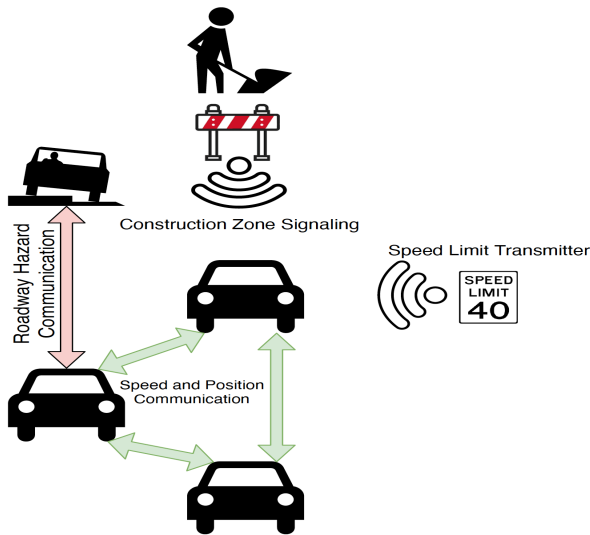 Construction Zone Signaling
Roadway Hazard
Communication
Speed Limit Transmitter
SPEED
LIMIT
40
Speed and Position
Communication